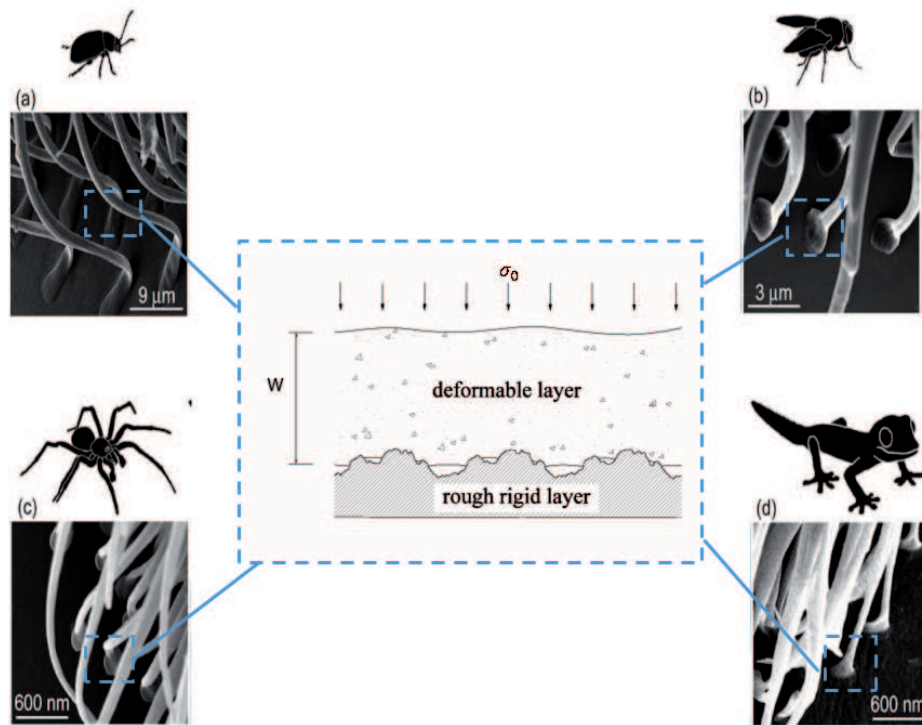 (a)
(b)
9 μm
3 μm
σ0
W
deformable layer
rough rigid layer
(c)
(d)
600 nm
600 nm